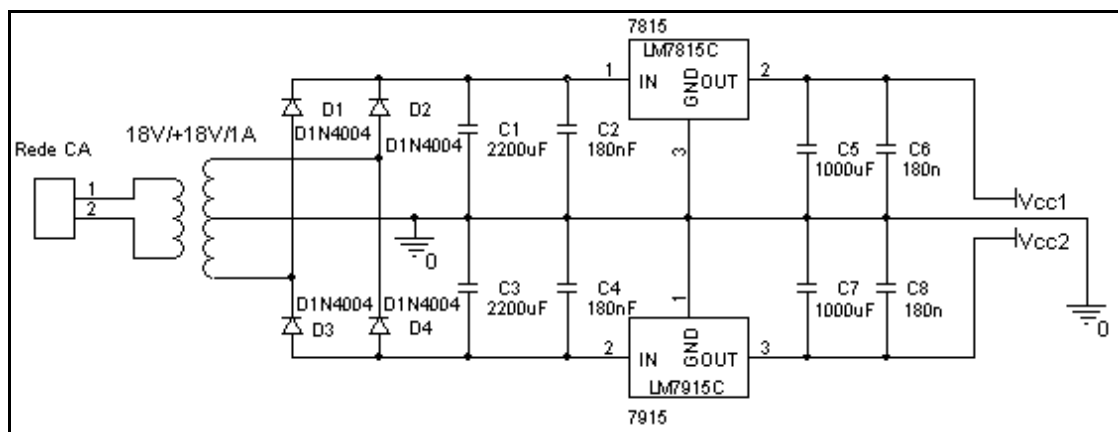 7815
LM7815C
1
IN
GND
OUT
2
3
18V/+18V/1A
Rede CA
1
2
D1
D1N4004
D2
D1N4004
C1
2200uF
C2
180nF
C5
1000uF
C6
180n
Vcc1
0
Vcc2
0
D1N4004
D3
D1N4004
D4
C3
2200uF
C4
180nF
1
C7
1000uF
C8
180n
2
IN
GND
OUT
3
LM7915C
7915